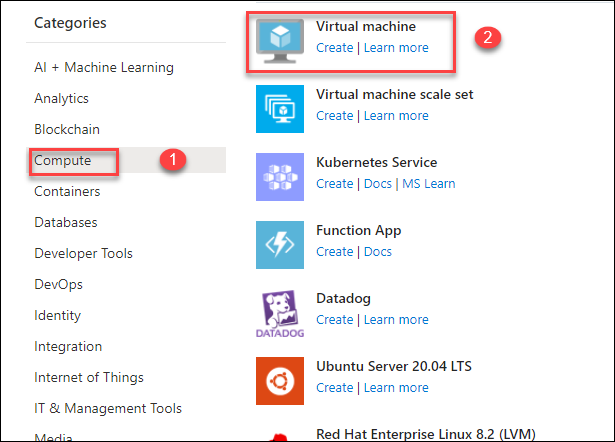 Categories
AI + Machine Learning
Analytics
Blockchain
Compute
1
Containers
Databases
Developer Tools
DevOps
Identity
Integration
Internet of Things
IT & Management Tools
Media
Virtual machine
2
Create | Learn more
Virtual machine scale set
Create | Learn more
Kubernetes Service
Create | Docs | MS Learn
Function App
Create | Docs
Datadog
Create | Learn more
DATADOG
Ubuntu Server 20.04 LTS
Create | Learn more
Red Hat Enterprise Linux 8.2 (LVM)